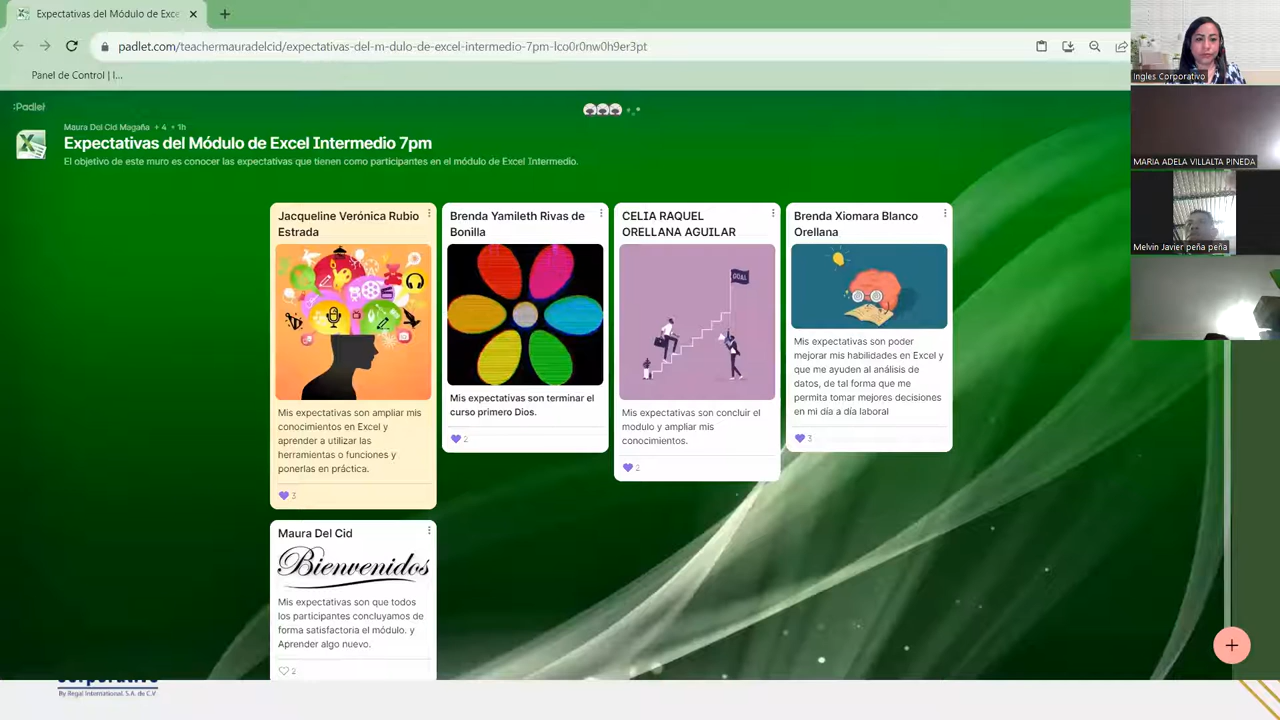 Expectativas del Módulo de Exce
padlet.com/teachermauradelcid/expectativas-del-m-dulo-de-excel-intermedio-7pm-lco0r0nw0h9er3pt
Panel de Control | I...
:Padlet
Maura Del Cid Magaña + 4 • 1h
Expectativas del Módulo de Excel Intermedio 7pm
El objetivo de este muro es conocer las expectativas que tienen como participantes en el módulo de Excel Intermedio.
Jacqueline Verónica Rubio
Estrada
Mis expectativas son ampliar mis
conocimientos en Excel y
aprender a utilizar las
herramientas o funciones y
ponerlas en práctica.
3
Brenda Yamileth Rivas de
Bonilla
Mis expectativas son terminar el
curso primero Dios.
2
CELIA RAQUEL
ORELLANA AGUILAR
GOAL
Mis expectativas son concluir el
modulo y ampliar mis
conocimientos.
2
Brenda Xiomara Blanco
Orellana
Mis expectativas son poder
mejorar mis habilidades en Excel y
que me ayuden al análisis de
datos, de tal forma que me
permita tomar mejores decisiones
en mi día a día laboral
3
Maura Del Cid
Bienvenidos
Mis expectativas son que todos
los participantes concluyamos de
forma satisfactoria el módulo. y
Aprender algo nuevo.
2
Ingles Corporativo
MARIA ADELA VILLALTA PINEDA
Melvin Javier peña peña
By Regal International, S.A. de C.V